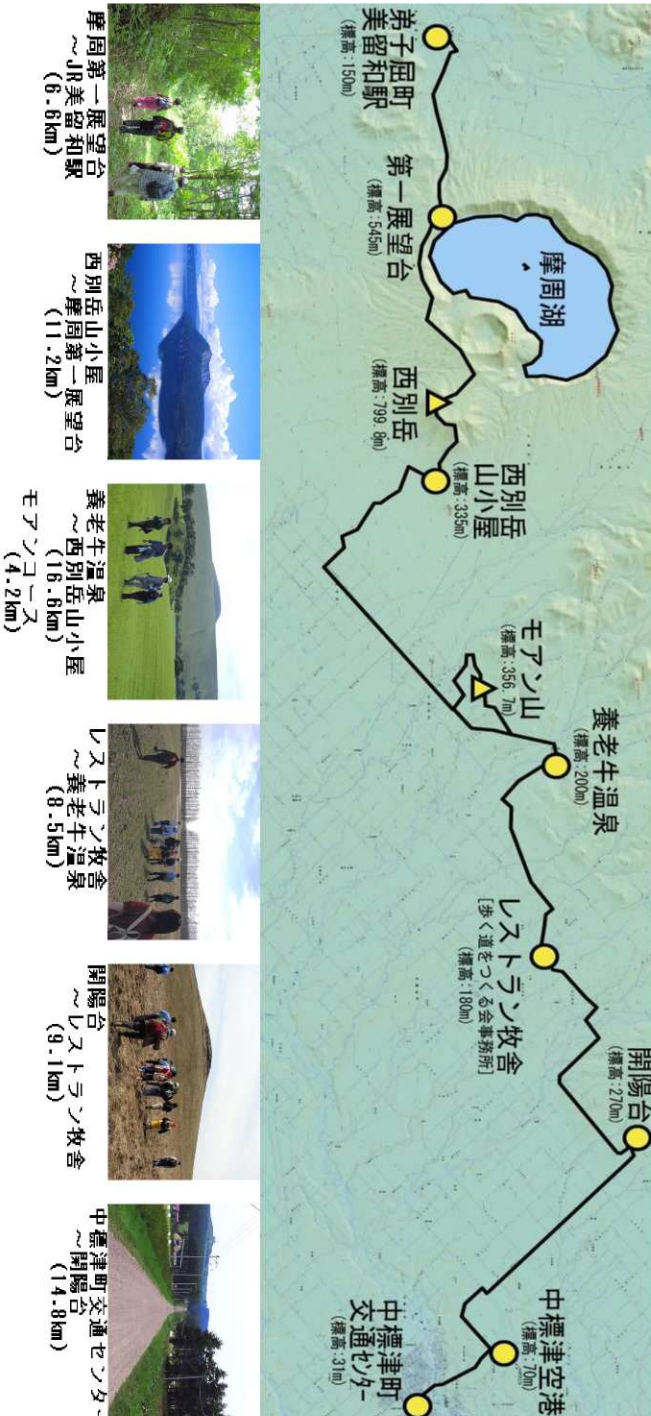 弟子屈町
美留和駅
(標高:150m)
第一展望台
(標高:545m)
摩周湖
西別岳
(標高:799.8m)
西別岳
山小屋
(標高:335m)
モアン山
(標高:356.7m)
養老牛温泉
(標高:200m)
レストラン牧舎
[歩く道をつくる会事務所]
(標高:180m)
開陽台
(標高:270m)
中標津空港
(標高:70m)
中標津町
交通センター
(標高:31m)
摩周第一展望台
～JR美留和駅
(6.6km)
西別岳山小屋
～摩周第一展望台
(11.2km)
養老牛温泉
～西別岳山小屋
(16.6km)
モアンコース
(4.2km)
レストラン牧舎
～養老牛温泉
(8.5km)
開陽台
～レストラン牧舎
(9.1km)
中標津町交通センター
～開陽台
(14.8km)